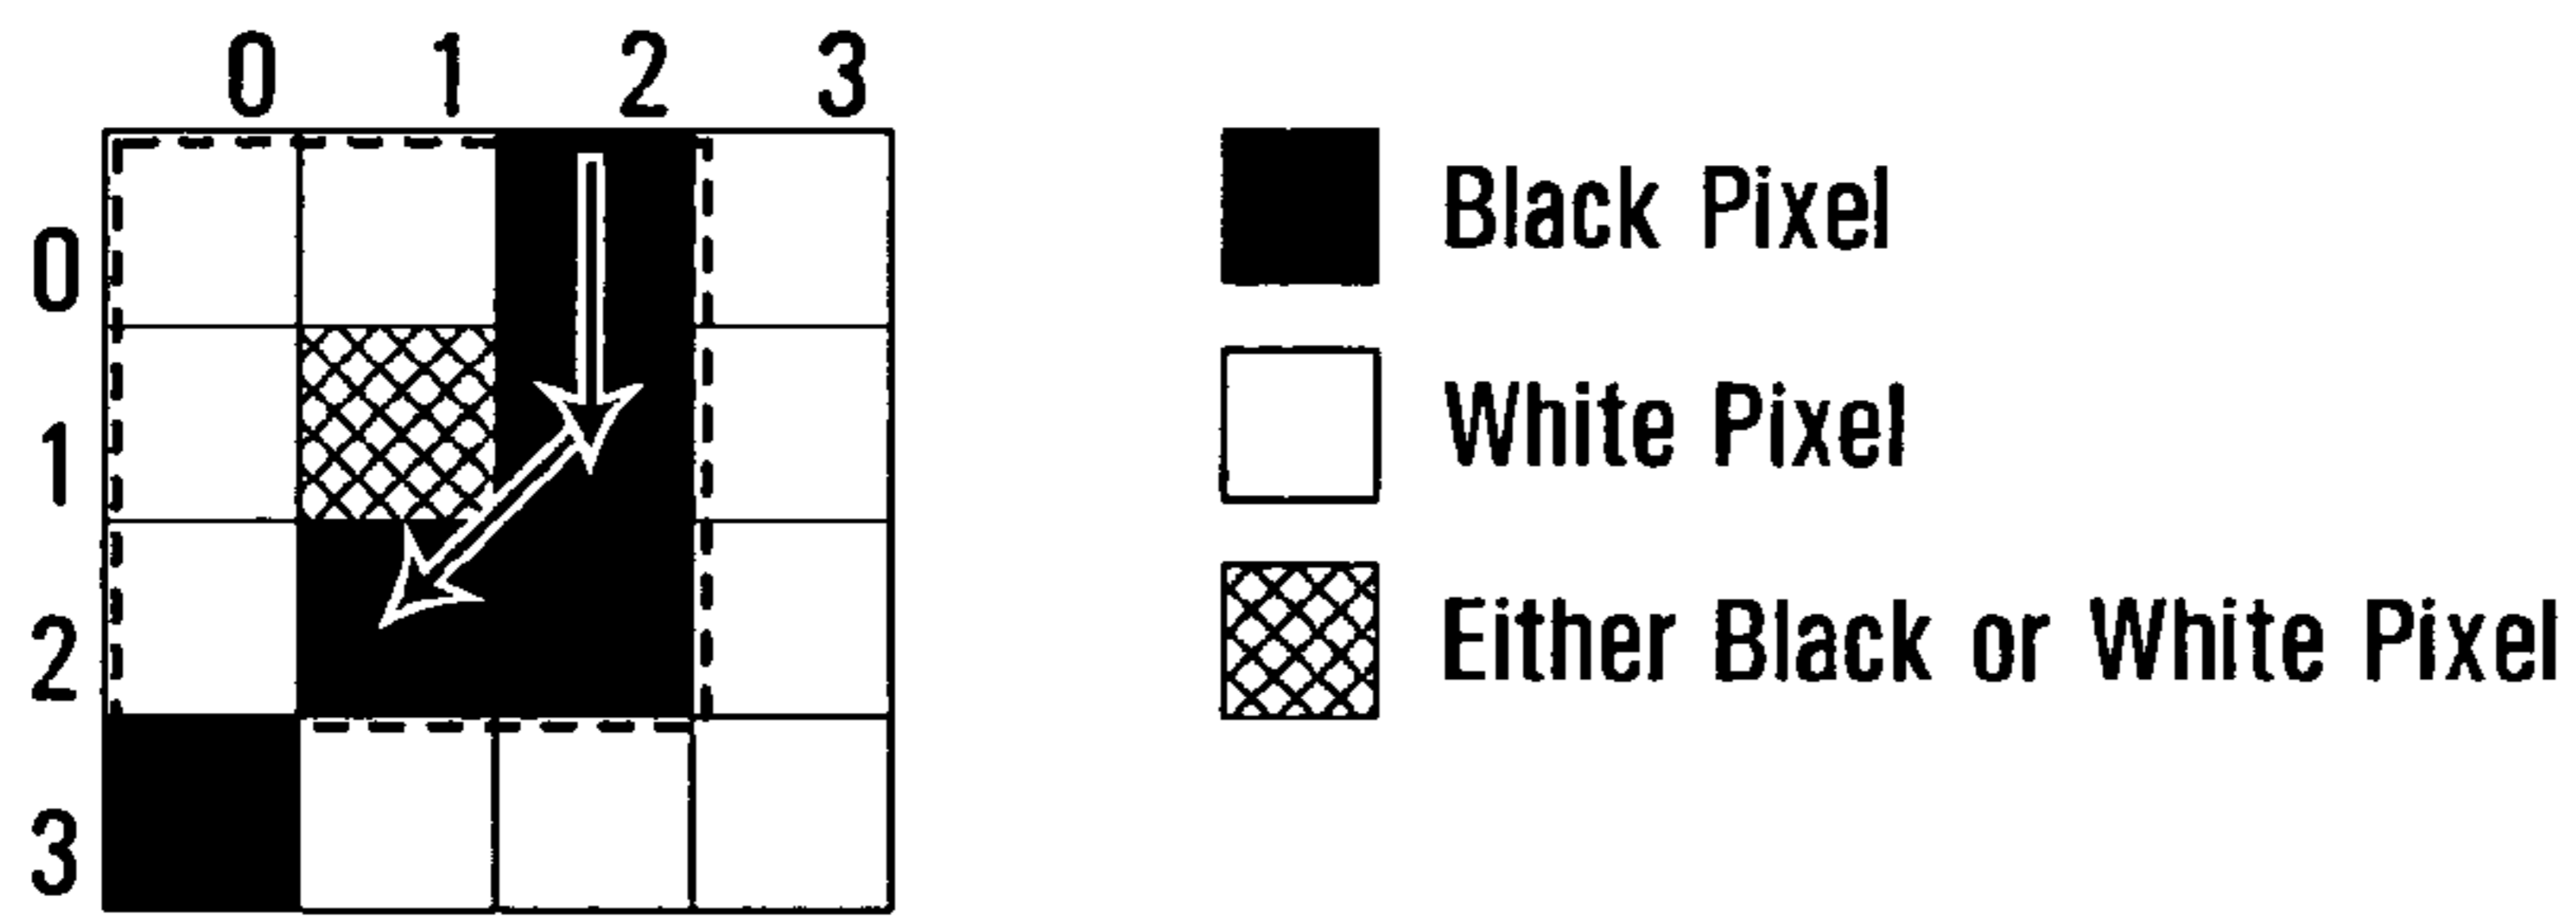 0 1 2 3
0
Black Pixel
1
White Pixel
2
Either Black or White Pixel
3